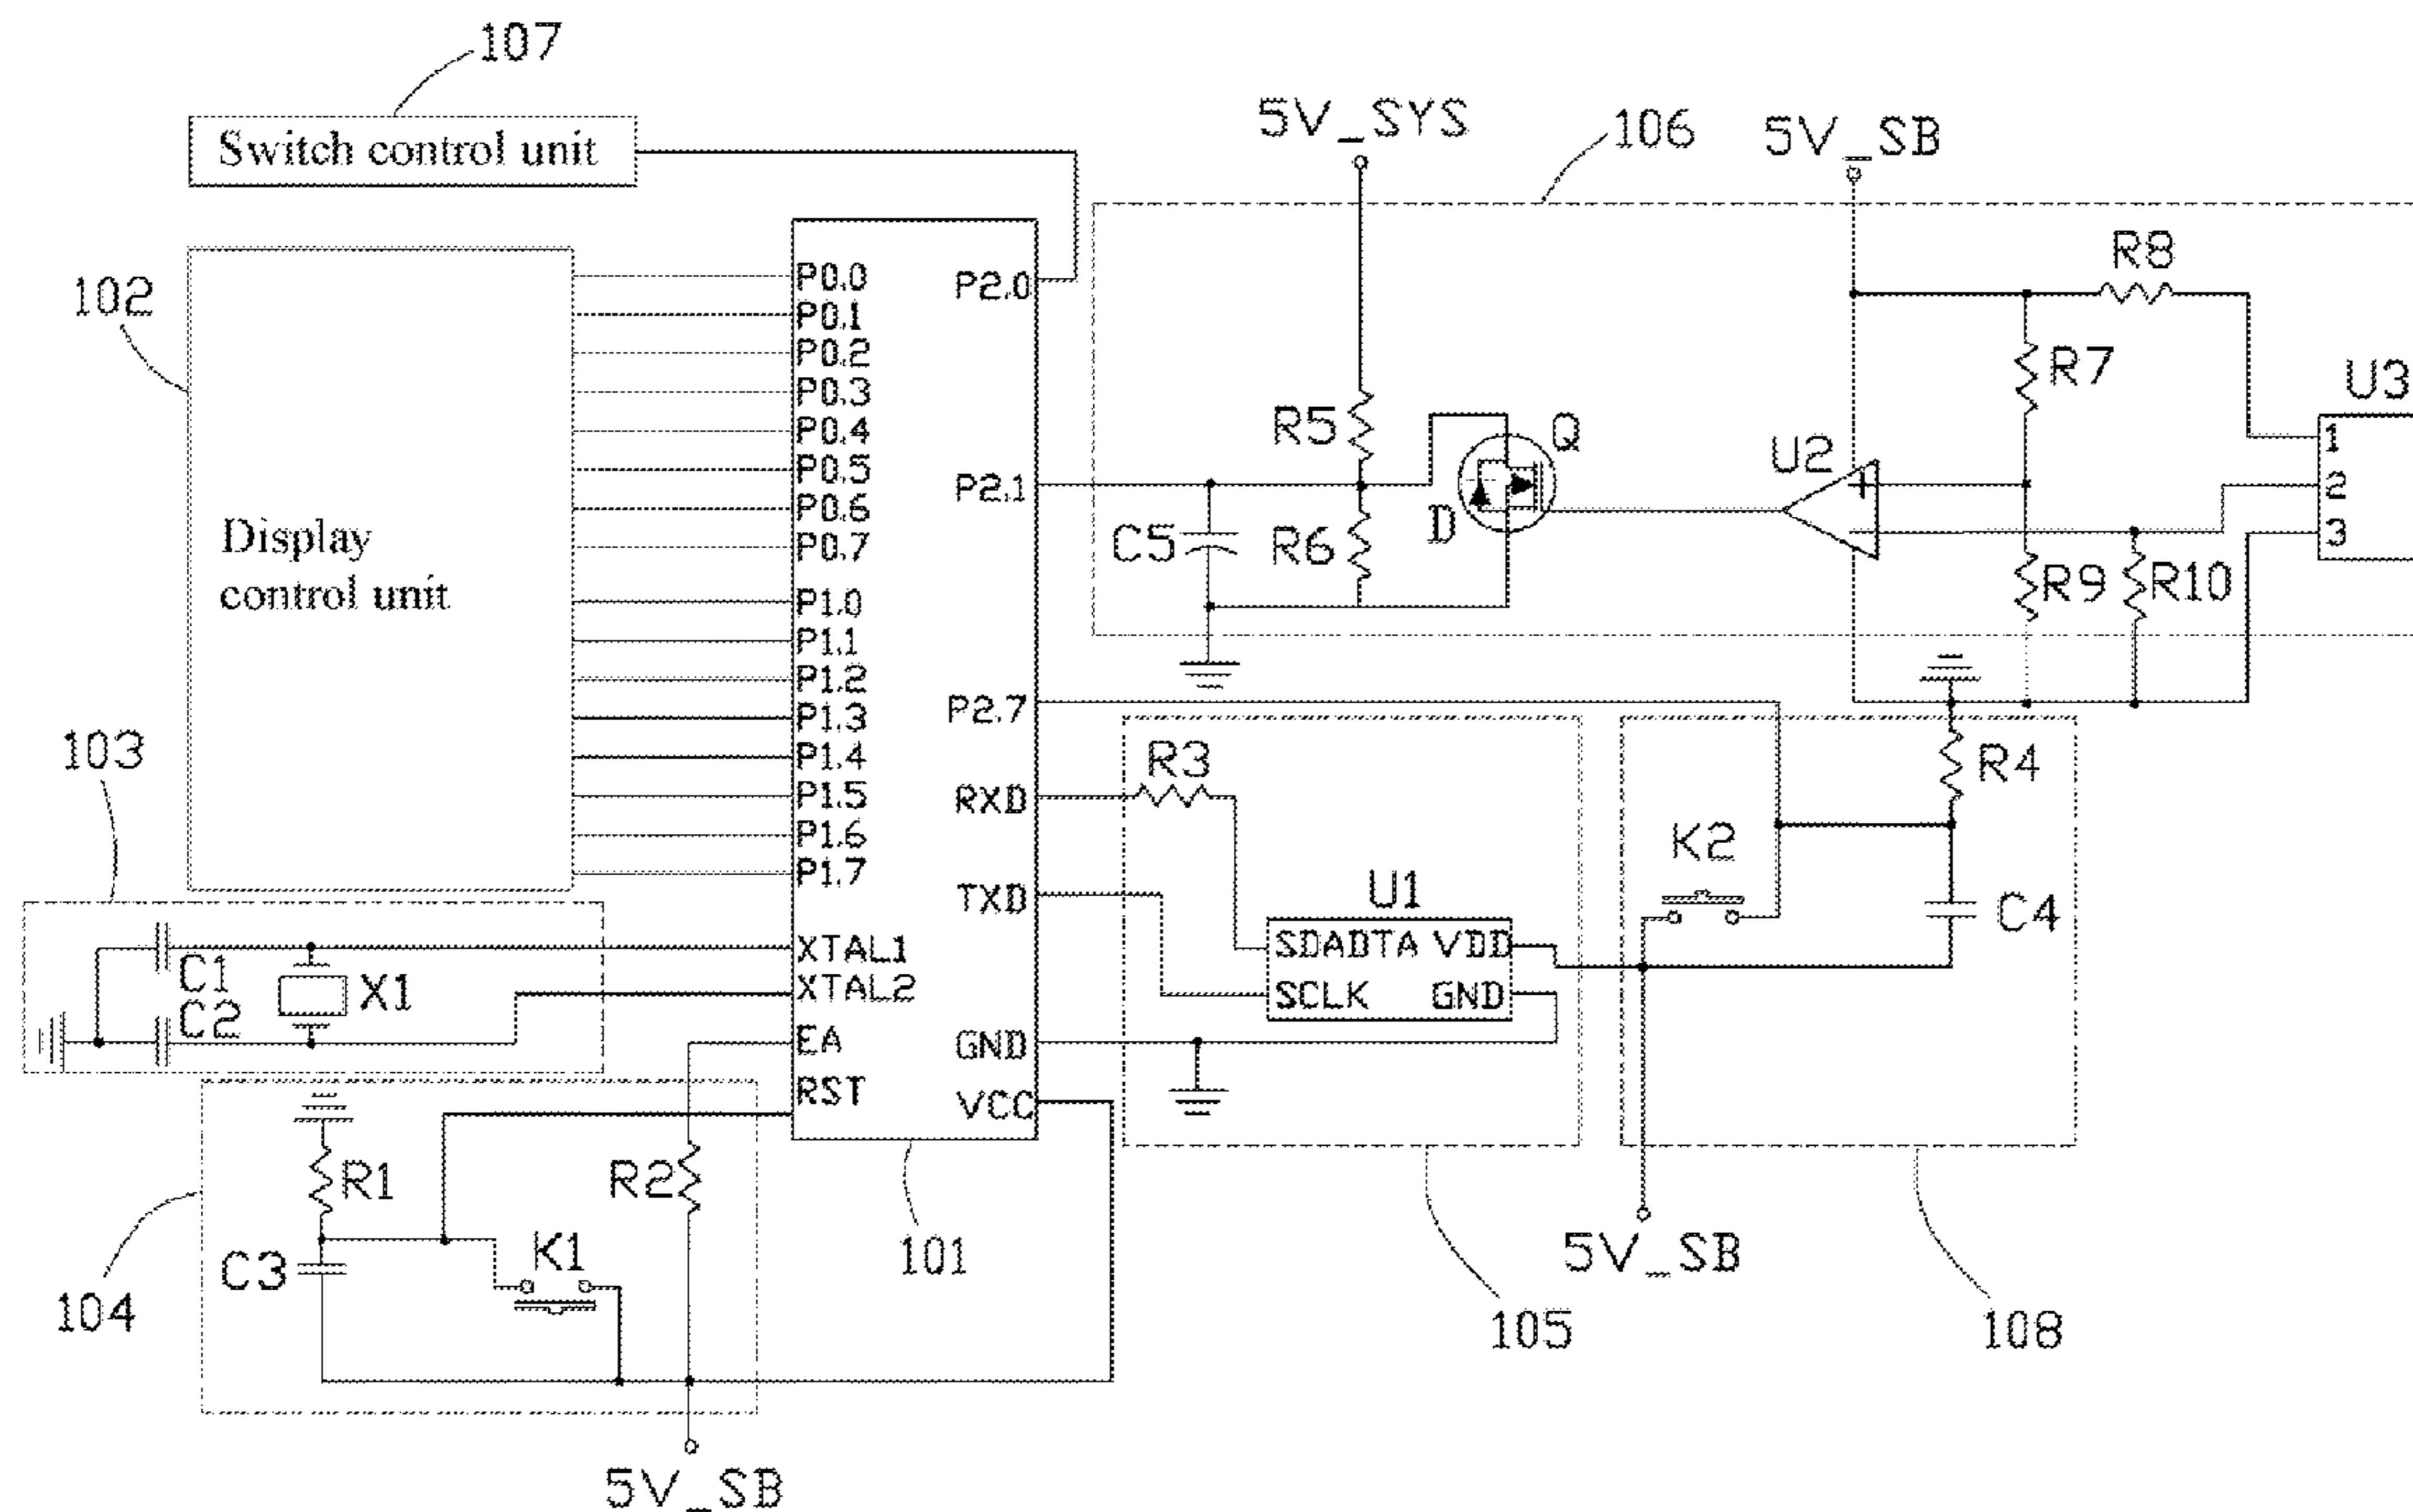 107
Switch control unit
5V_SYS
106
5V_SB
102
Display
control unit
P0.0
P0.1
P0.2
P0.3
P0.4
P0.5
P0.6
P0.7
P1.0
P1.1
P1.2
P1.3
P1.4
P1.5
P1.6
P1.7
XTAL1
XTAL2
EA
RST
P2.0
P2.1
P2.7
RXD
TXD
GND
VCC
101
R5
R6
C5
Q
D
U2
R8
R7
R9
R10
U3
1
2
3
103
C1
C2
X1
104
R1
C3
K1
R2
5V_SB
R3
U1
SDADTA VDD
SCLK GND
105
K2
R4
C4
5V_SB
108